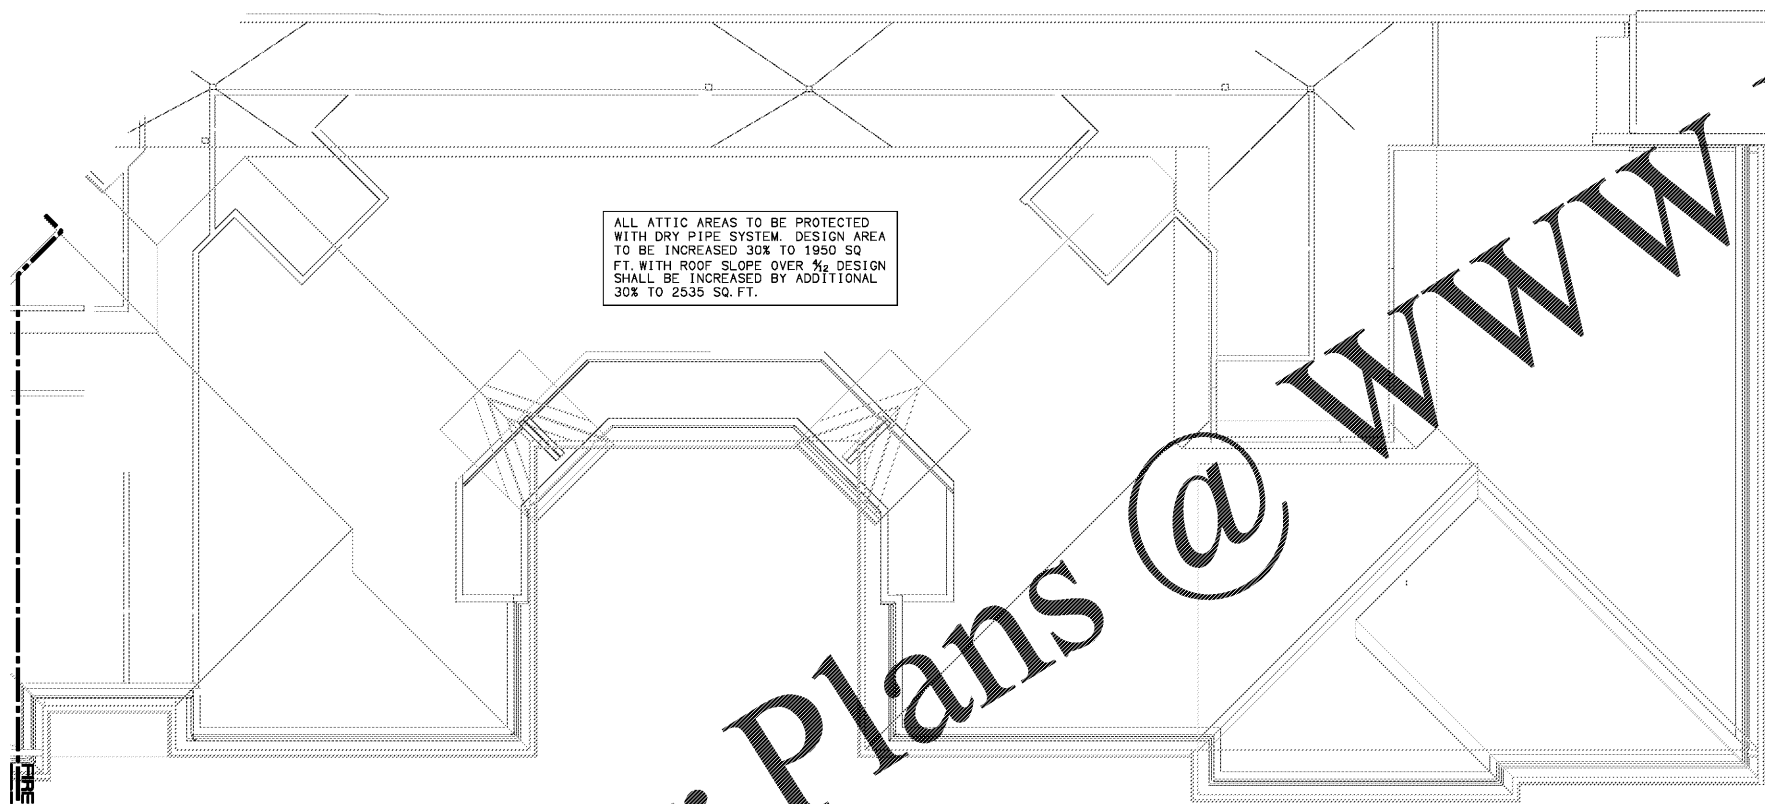 ALL ATTIC AREAS TO BE PROTECTED
WITH DRY PIPE SYSTEM. DESIGN AREA
TO BE INCREASED 30% TO 1950 SQ
FT. WITH ROOF SLOPE OVER 4/12 DESIGN
SHALL BE INCREASED BY ADDITIONAL
30% TO 2535 SQ. FT.
Plans @ www
FIRE